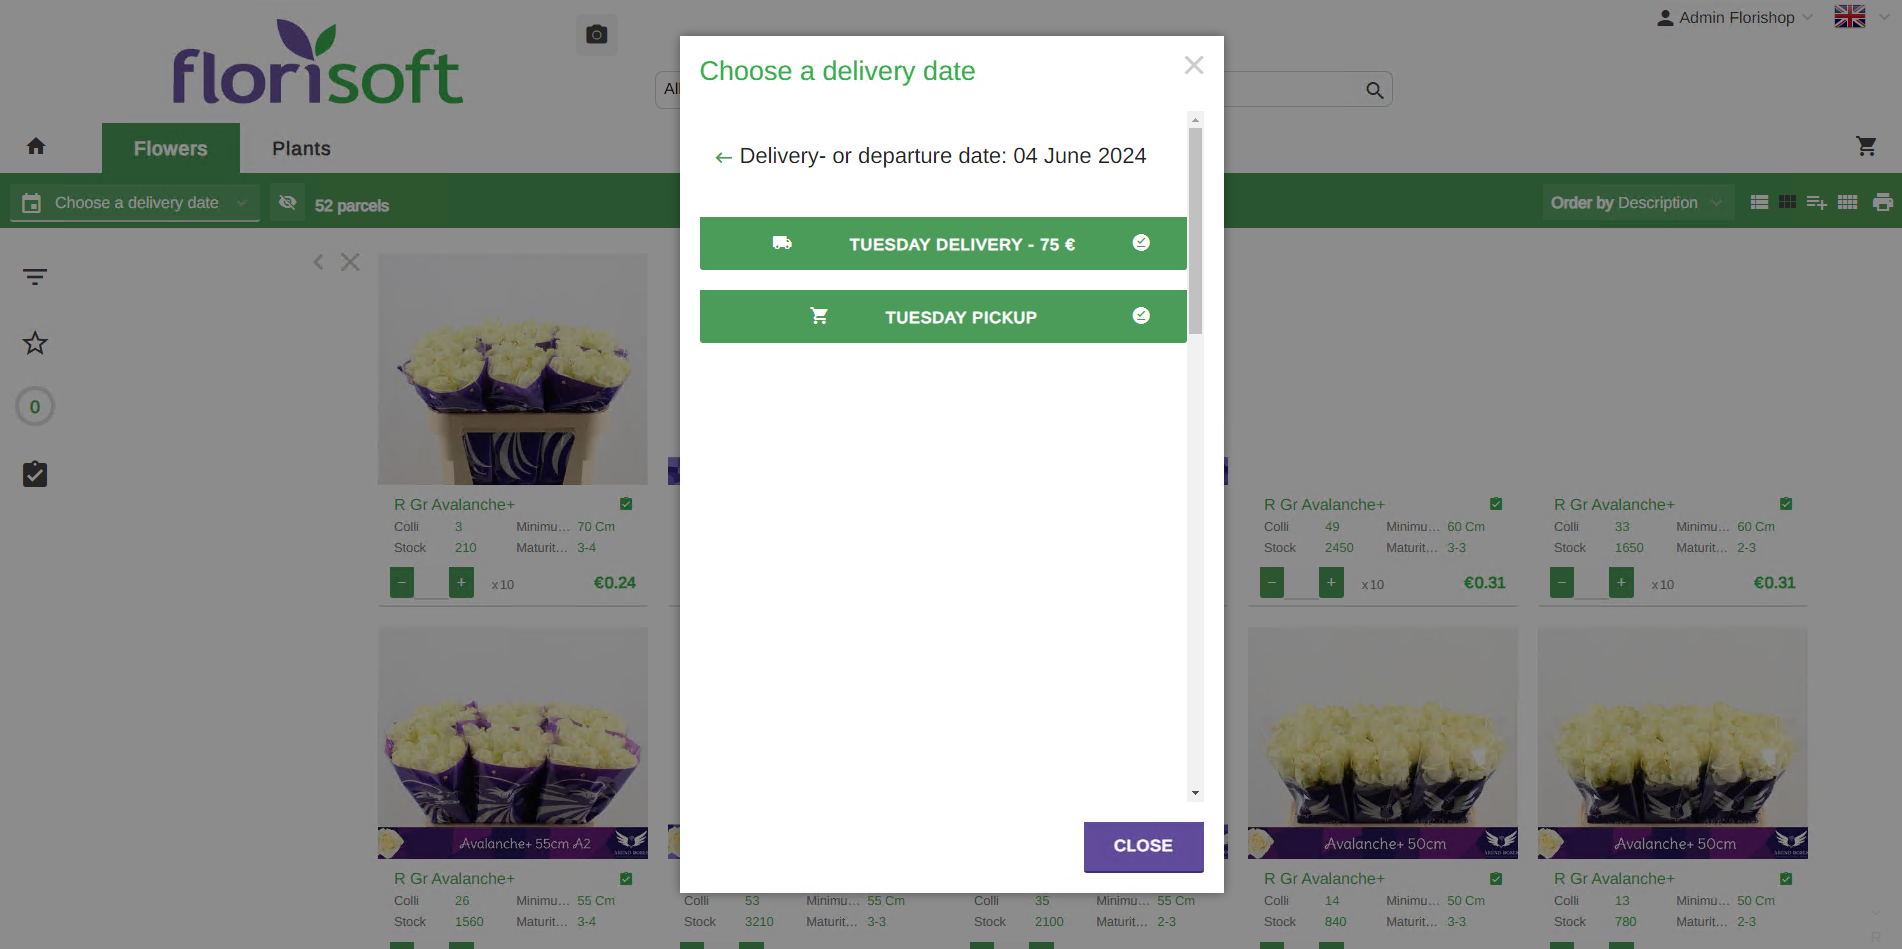 florisoft
Admin Florishop
All
Flowers
Plants
Choose a delivery date
52 parcels
Order by Description
Choose a delivery date
← Delivery- or departure date: 04 June 2024
TUESDAY DELIVERY - 75 €
TUESDAY PICKUP
CLOSE
0
R Gr Avalanche+
Colli 3 Minimu... 70 Cm
Stock 210 Maturit... 3-4
− + x10 €0.24
R Gr Avalanche+
Colli 49 Minimu... 60 Cm
Stock 2450 Maturit... 3-3
− + x10 €0.31
R Gr Avalanche+
Colli 33 Minimu... 60 Cm
Stock 1650 Maturit... 2-3
− + x10 €0.31
Avalanche+ 55cm A2
R Gr Avalanche+
Colli 26 Minimu... 55 Cm
Stock 1560 Maturit... 3-4
Colli 53 Minimu... 55 Cm
Stock 3210 Maturit... 3-3
Colli 35 Minimu... 55 Cm
Stock 2100 Maturit... 2-3
Avalanche+ 50cm
R Gr Avalanche+
Colli 14 Minimu... 50 Cm
Stock 840 Maturit... 3-3
Avalanche+ 50cm
R Gr Avalanche+
Colli 13 Minimu... 50 Cm
Stock 780 Maturit... 2-3